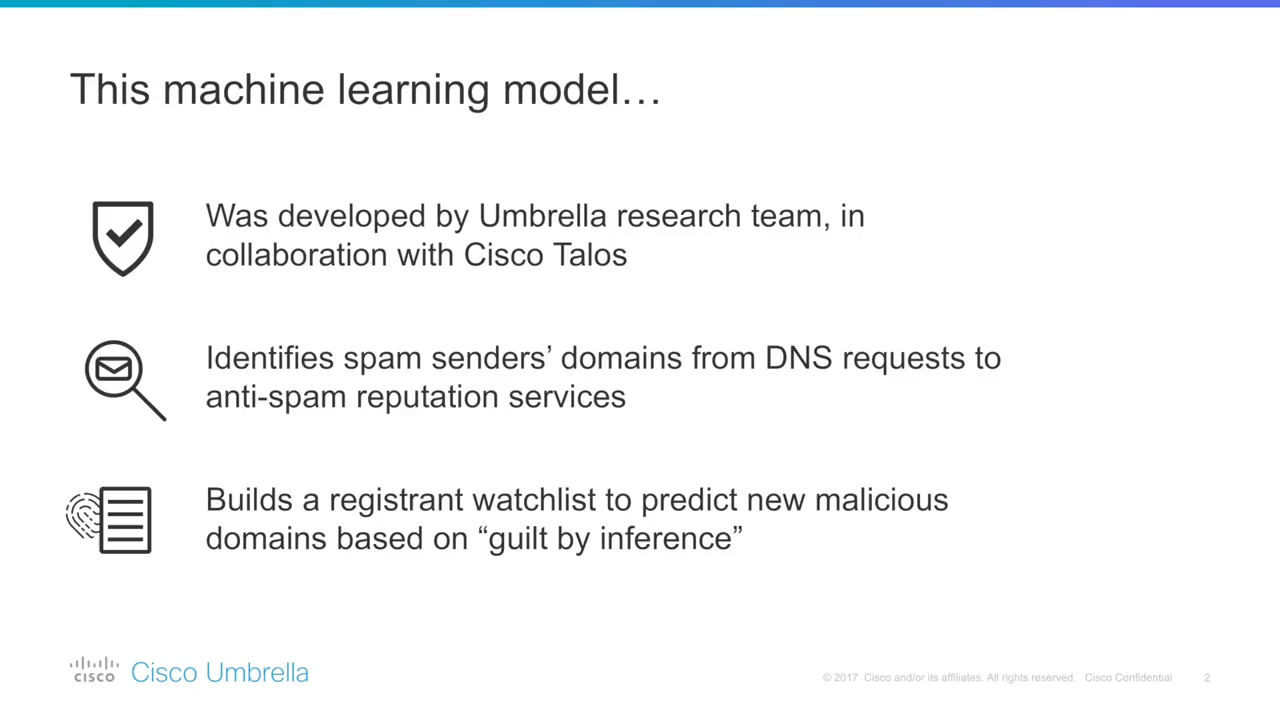 This machine learning model…
Was developed by Umbrella research team, in
collaboration with Cisco Talos
Identifies spam senders’ domains from DNS requests to
anti-spam reputation services
Builds a registrant watchlist to predict new malicious
domains based on “guilt by inference”
CISCO Cisco Umbrella
© 2017 Cisco and/or its affiliates. All rights reserved. Cisco Confidential 2